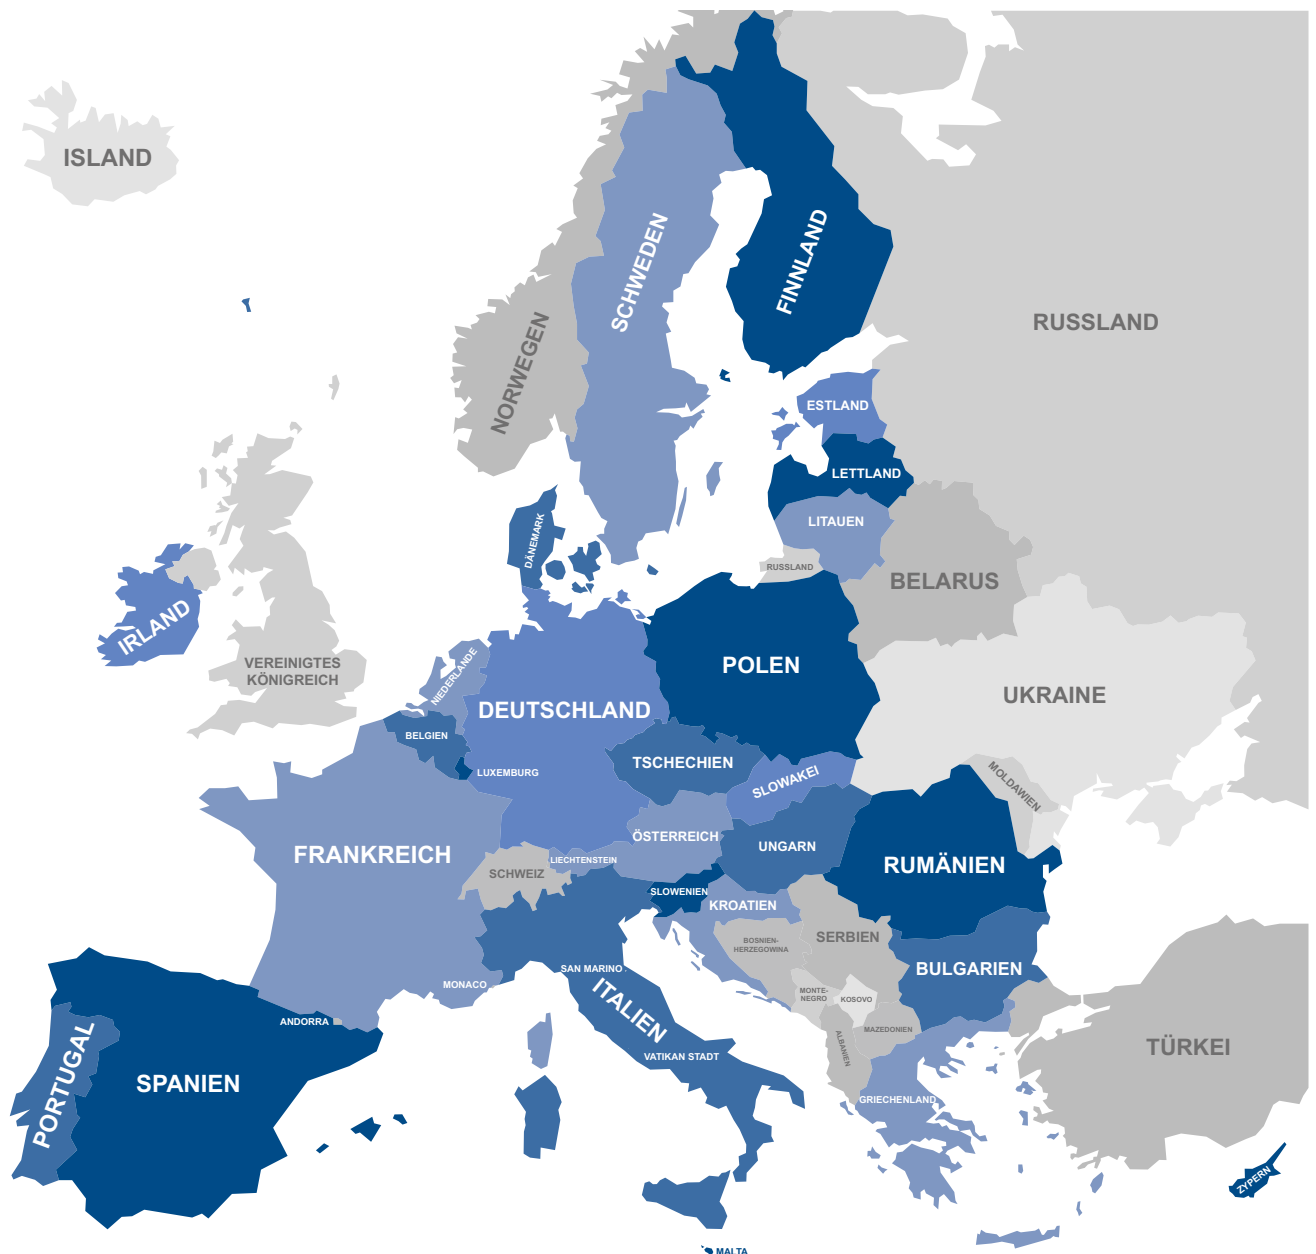 ISLAND
FINNLAND
SCHWEDEN
RUSSLAND
NORWEGEN
ESTLAND
LETTLAND
LITAUEN
DÄNEMARK
RUSSLAND
BELARUS
IRLAND
VEREINIGTES
KÖNIGREICH
NIEDERLANDE
POLEN
UKRAINE
DEUTSCHLAND
BELGIEN
TSCHECHIEN
LUXEMBURG
SLOWAKEI
MOLDAWIEN
ÖSTERREICH
UNGARN
FRANKREICH
LIECHTENSTEIN
RUMÄNIEN
SCHWEIZ
SLOWENIEN
KROATIEN
SERBIEN
BOSNIEN-
HERZEGOWINA
SAN MARINO
BULGARIEN
MONACO
ITALIEN
MONTE-
NEGRO
KOSOVO
ANDORRA
MAZEDONIEN
ALBANIEN
TÜRKEI
VATIKAN STADT
PORTUGAL
SPANIEN
GRIECHENLAND
ZYPERN
MALTA